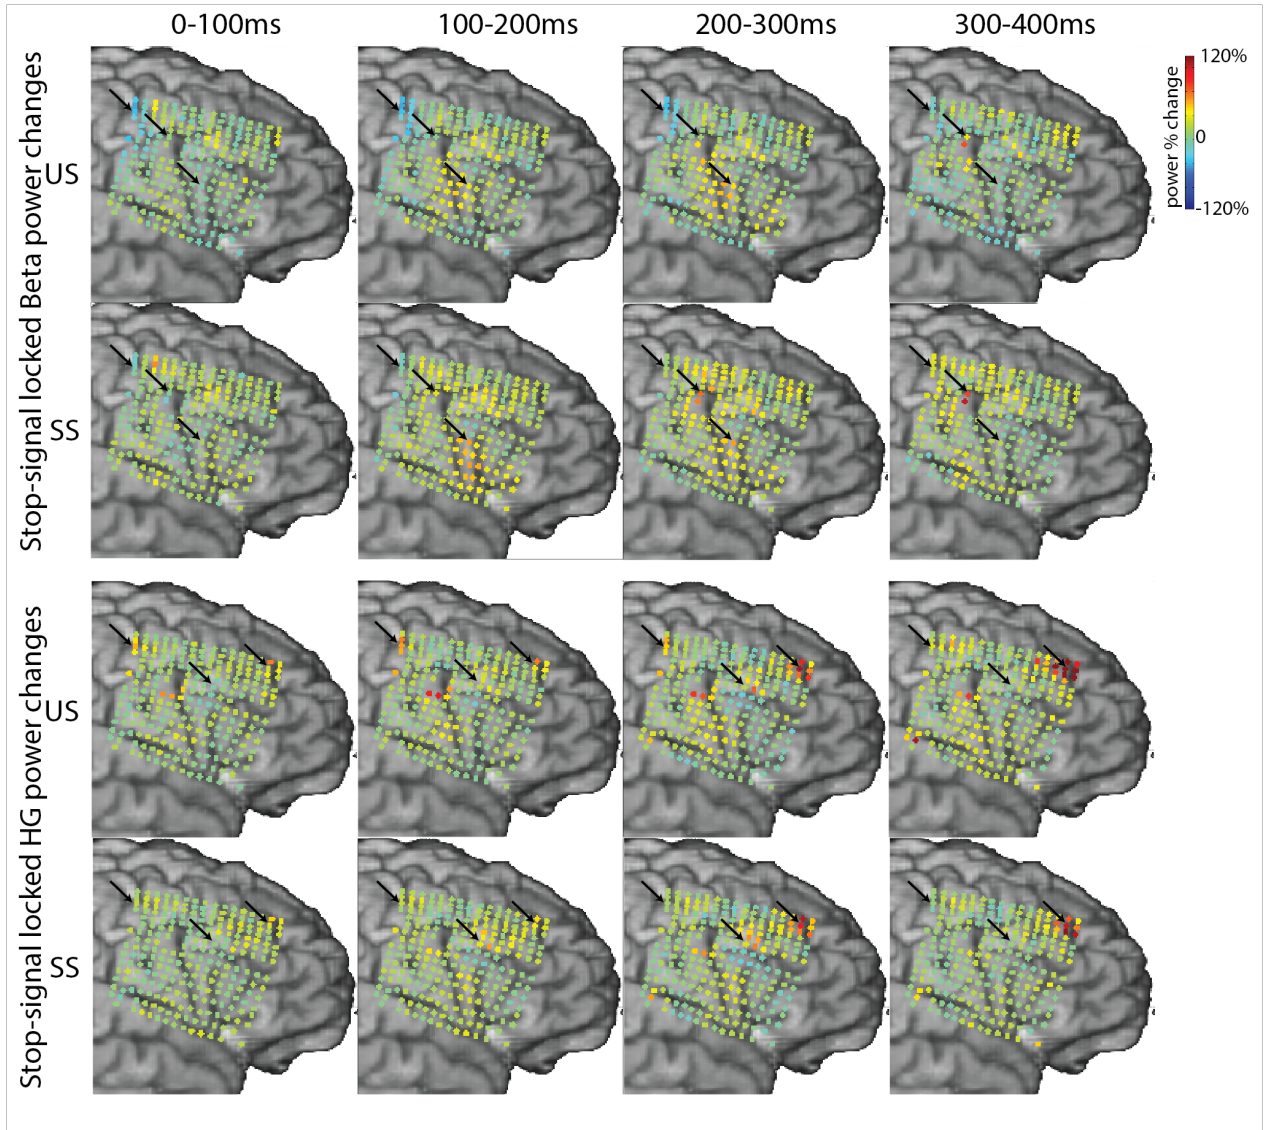 0-100ms
100-200ms
200-300ms
300-400ms
Stop-signal locked Beta power changes
US
SS
power % change
120%
0
-120%
Stop-signal locked HG power changes
US
SS